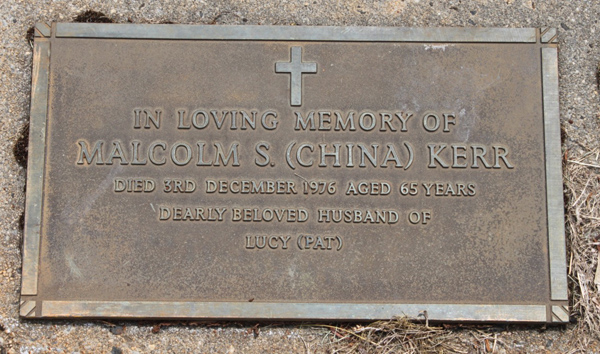 IN LOVING MEMORY OF
MALCOLM S. (CHINA) KERR
DIED 3RD DECEMBER 1976 AGED 65 YEARS
DEARLY BELOVED HUSBAND OF
LUCY (PAT)